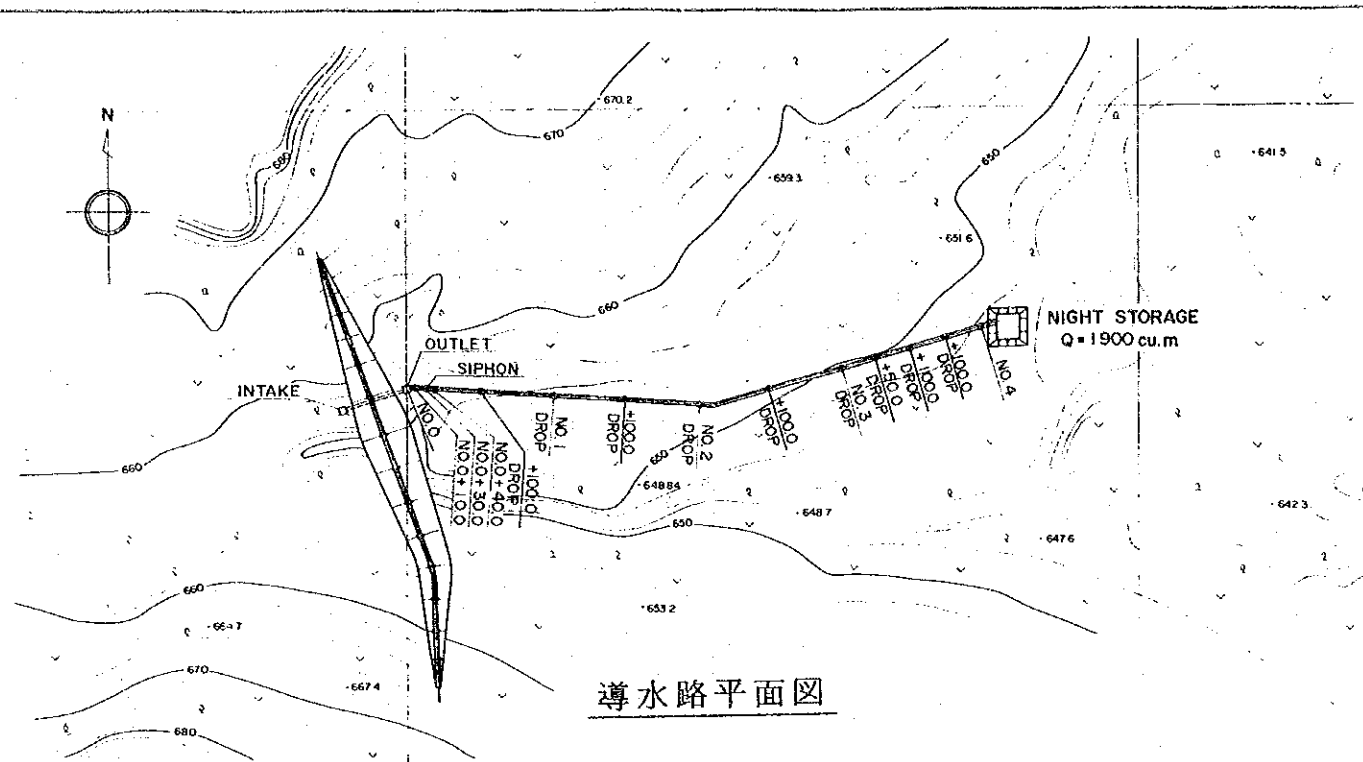 N
680
670
670.2
659.3
650
641.5
651.6
660
OUTLET
SIPHON
INTAKE
NIGHT STORAGE
Q=1900 cu.m
NO.0
NO.0+10.0
NO.0+30.0
NO.0+40.0
+100.0
DROP
NO.1
DROP
+100.0
DROP
NO.2
DROP
+100.0
DROP
NO.3
DROP
+50.0
DROP
+100.0
DROP
+100.0
DROP
NO.4
660
650
648.84
648.7
650
647.6
642.3
660
653.2
670
667.4
680
導水路平面図